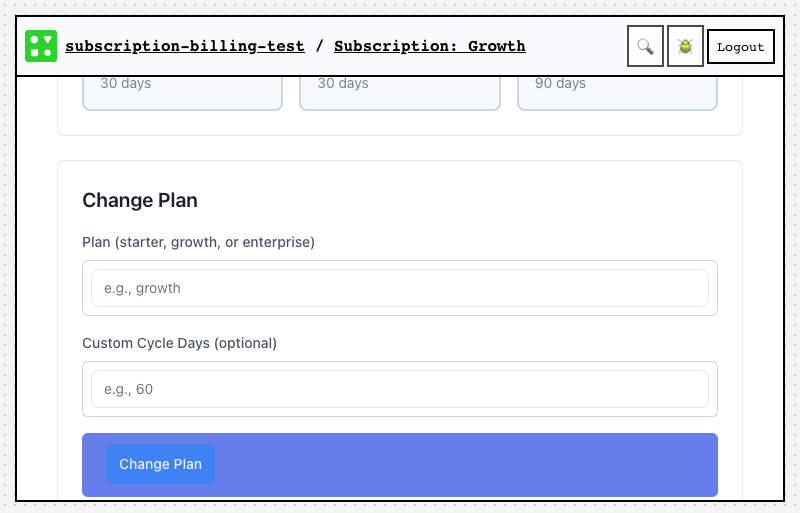 subscription-billing-test / Subscription: Growth
Logout
30 days
30 days
90 days
Change Plan
Plan (starter, growth, or enterprise)
e.g., growth
Custom Cycle Days (optional)
e.g., 60
Change Plan